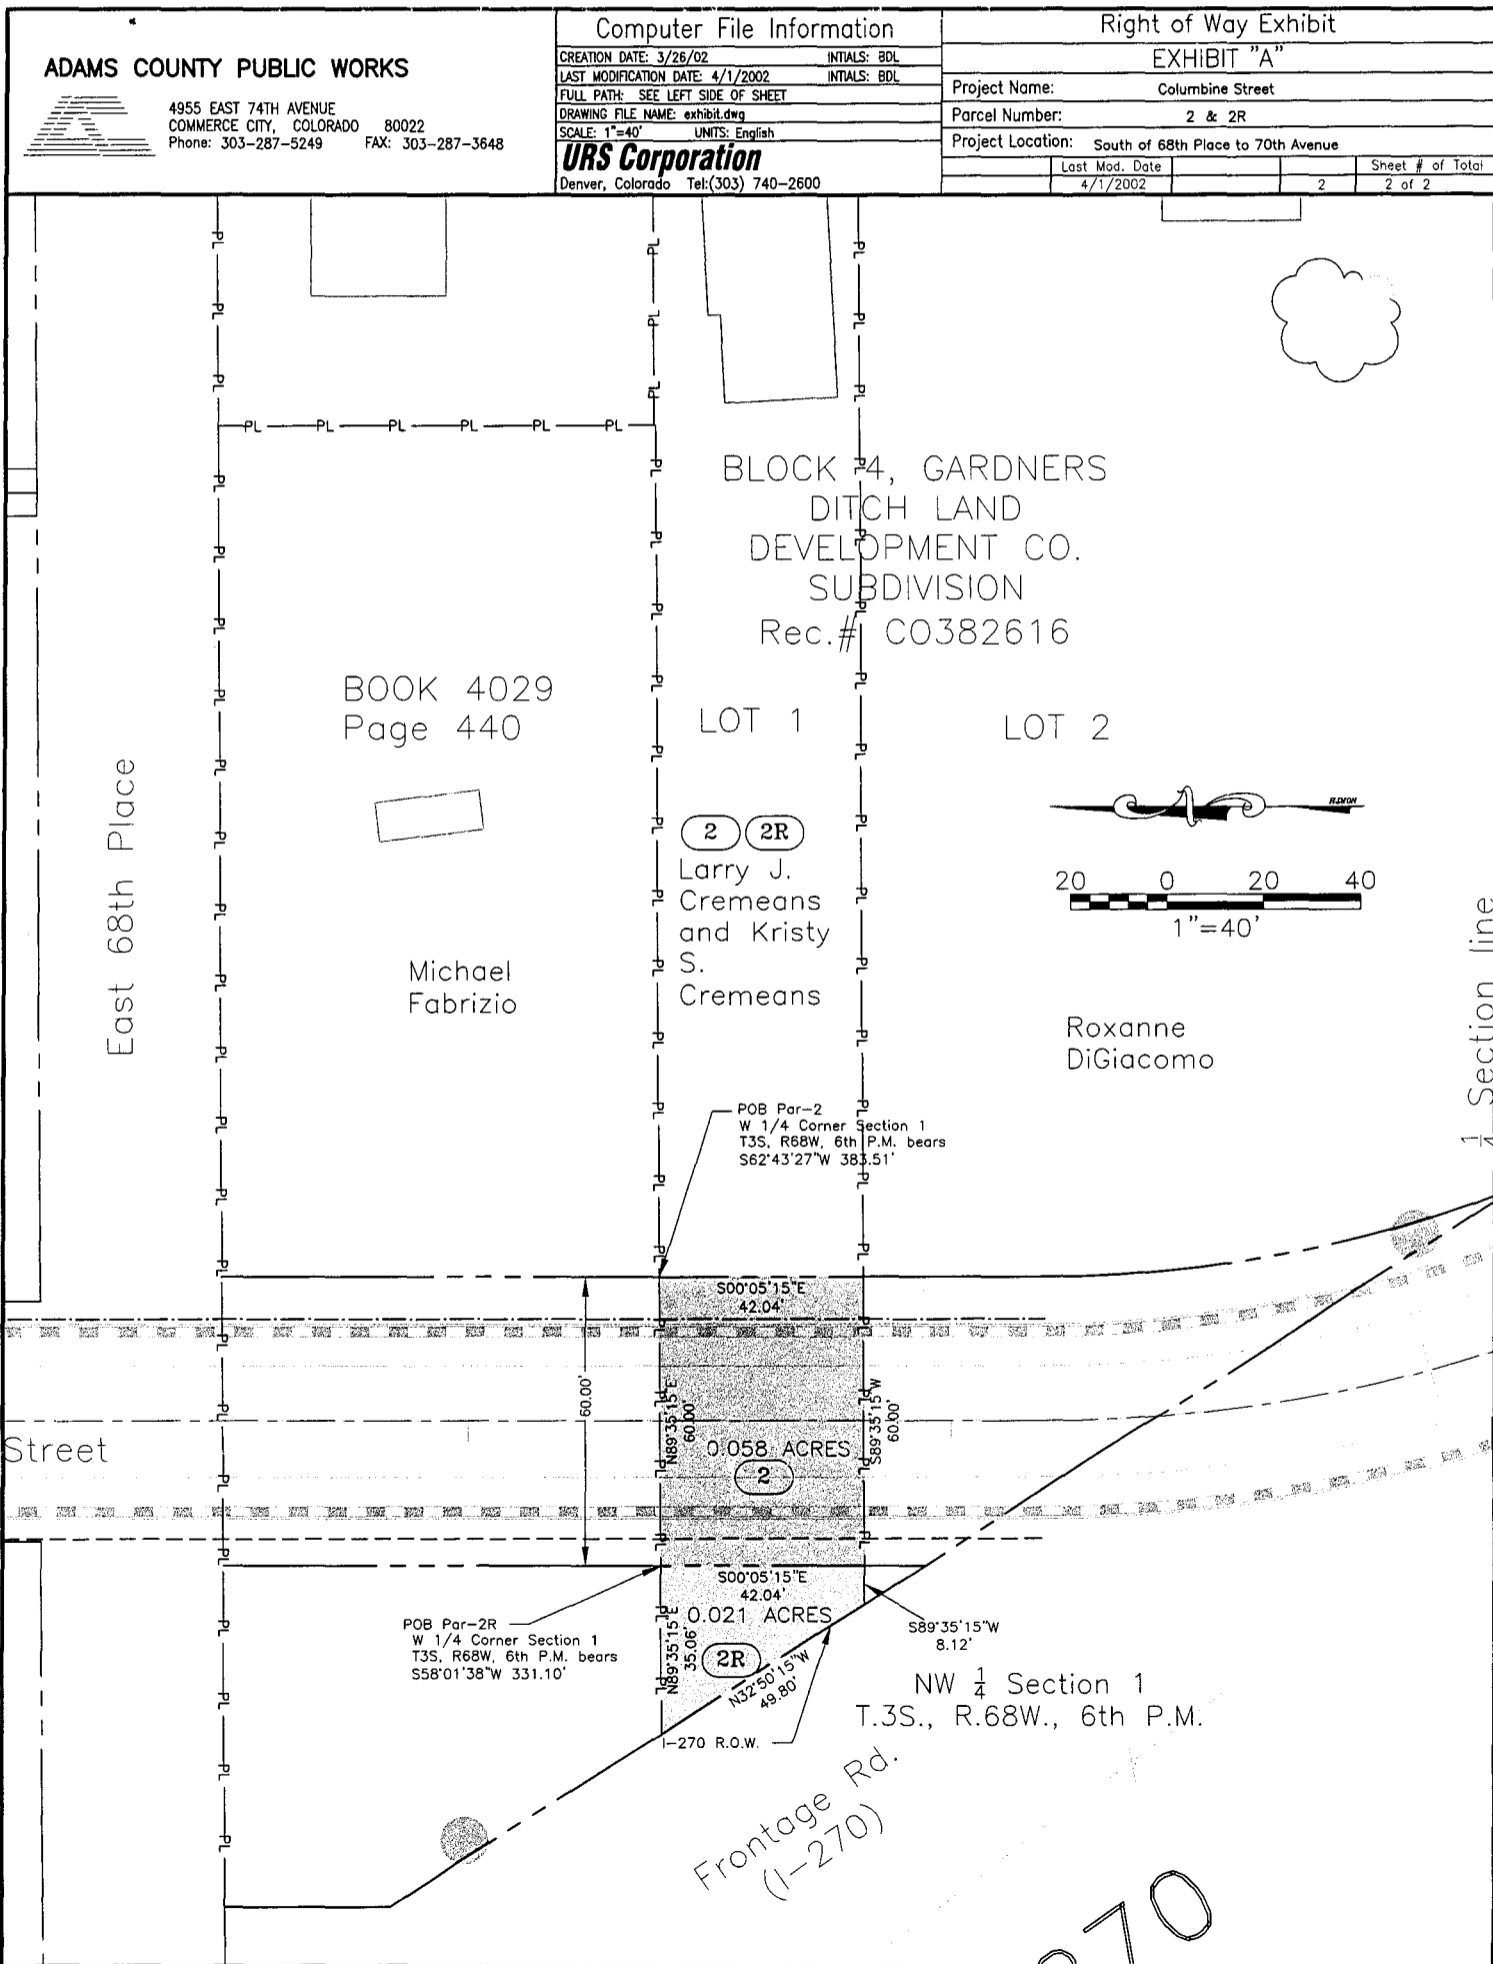 ADAMS COUNTY PUBLIC WORKS
4955 EAST 74TH AVENUE
COMMERCE CITY, COLORADO 80022
Phone: 303-287-5249 FAX: 303-287-3648
Computer File Information
CREATION DATE: 3/26/02 INTIALS: BDL
LAST MODIFICATION DATE: 4/1/2002 INTIALS: BDL
FULL PATH: SEE LEFT SIDE OF SHEET
DRAWING FILE NAME: exhibit.dwg
SCALE: 1"=40' UNITS: English
URS Corporation
Denver, Colorado Tel:(303) 740-2600
Right of Way Exhibit
EXHIBIT "A"
Project Name: Columbine Street
Parcel Number: 2 & 2R
Project Location: South of 68th Place to 70th Avenue
Last Mod. Date Sheet # of Total
4/1/2002 2 2 of 2
PL PL PL PL PL PL
BLOCK 4, GARDNERS
DITCH LAND
DEVELOPMENT CO.
SUBDIVISION
Rec.# CO382616
BOOK 4029
Page 440
LOT 1
LOT 2
East 68th Place
2 2R
Larry J.
Cremeans
and Kristy
S.
Cremeans
Michael
Fabrizio
20 0 20 40
1"=40'
Roxanne
DiGiacomo
1/4 Section line
POB Par-2
W 1/4 Corner Section 1
T3S, R68W, 6th P.M. bears
S62°43'27"W 383.51'
S00°05'15"E
42.04'
60.00'
N89°35'15"E
60.00'
S89°35'15"W
60.00'
Street
0.058 ACRES
2
S00°05'15"E
42.04'
0.021 ACRES
2R
N89°35'15"E
35.06'
POB Par-2R
W 1/4 Corner Section 1
T3S, R68W, 6th P.M. bears
S58°01'38"W 331.10'
S89°35'15"W
8.12'
N32°50'15"W
49.80'
I-270 R.O.W.
NW 1/4 Section 1
T.3S., R.68W., 6th P.M.
Frontage Rd.
(I-270)
270